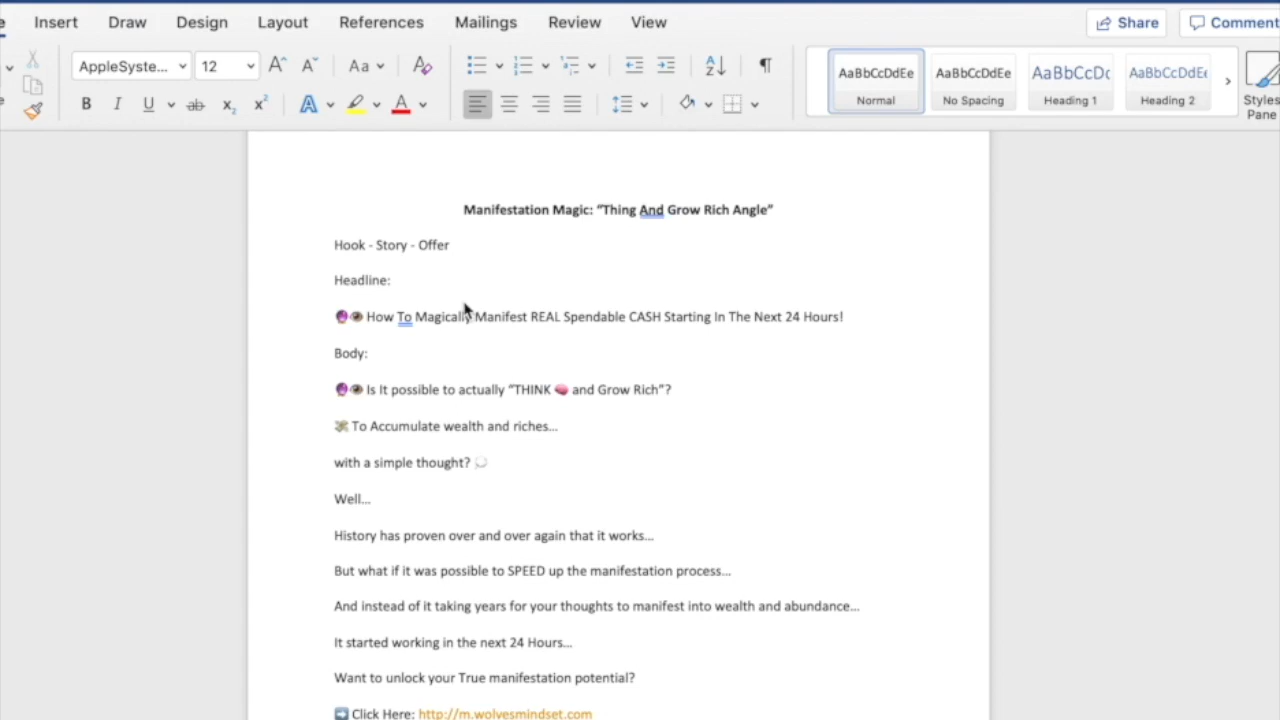 Insert Draw Design Layout References Mailings Review View Share Comment
AppleSyste... 12 Aa AaBbCcDdEe AaBbCcDdEe AaBbCcDc AaBbCcDdEe
B I U ab x₂ x² A A Normal No Spacing Heading 1 Heading 2 Styles
Pane
Manifestation Magic: “Thing And Grow Rich Angle”
Hook - Story - Offer
Headline:
🔮👁 How To Magically Manifest REAL Spendable CASH Starting In The Next 24 Hours!
Body:
🔮👁 Is It possible to actually “THINK 🧠 and Grow Rich”?
💸 To Accumulate wealth and riches...
with a simple thought? 💭
Well...
History has proven over and over again that it works...
But what if it was possible to SPEED up the manifestation process...
And instead of it taking years for your thoughts to manifest into wealth and abundance...
It started working in the next 24 Hours...
Want to unlock your True manifestation potential?
➡️ Click Here: http://m.wolvesmindset.com